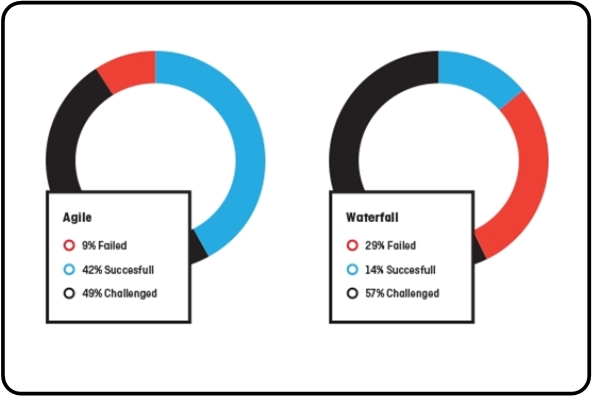 Agile
9% Failed
42% Succesfull
49% Challenged
Waterfall
29% Failed
14% Succesfull
57% Challenged